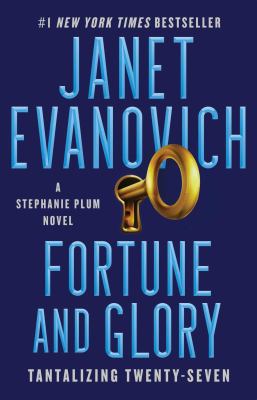 #1 NEW YORK TIMES BESTSELLER
JANET
EVANOVICH
A
STEPHANIE PLUM
NOVEL
FORTUNE
AND GLORY
TANTALIZING TWENTY-SEVEN